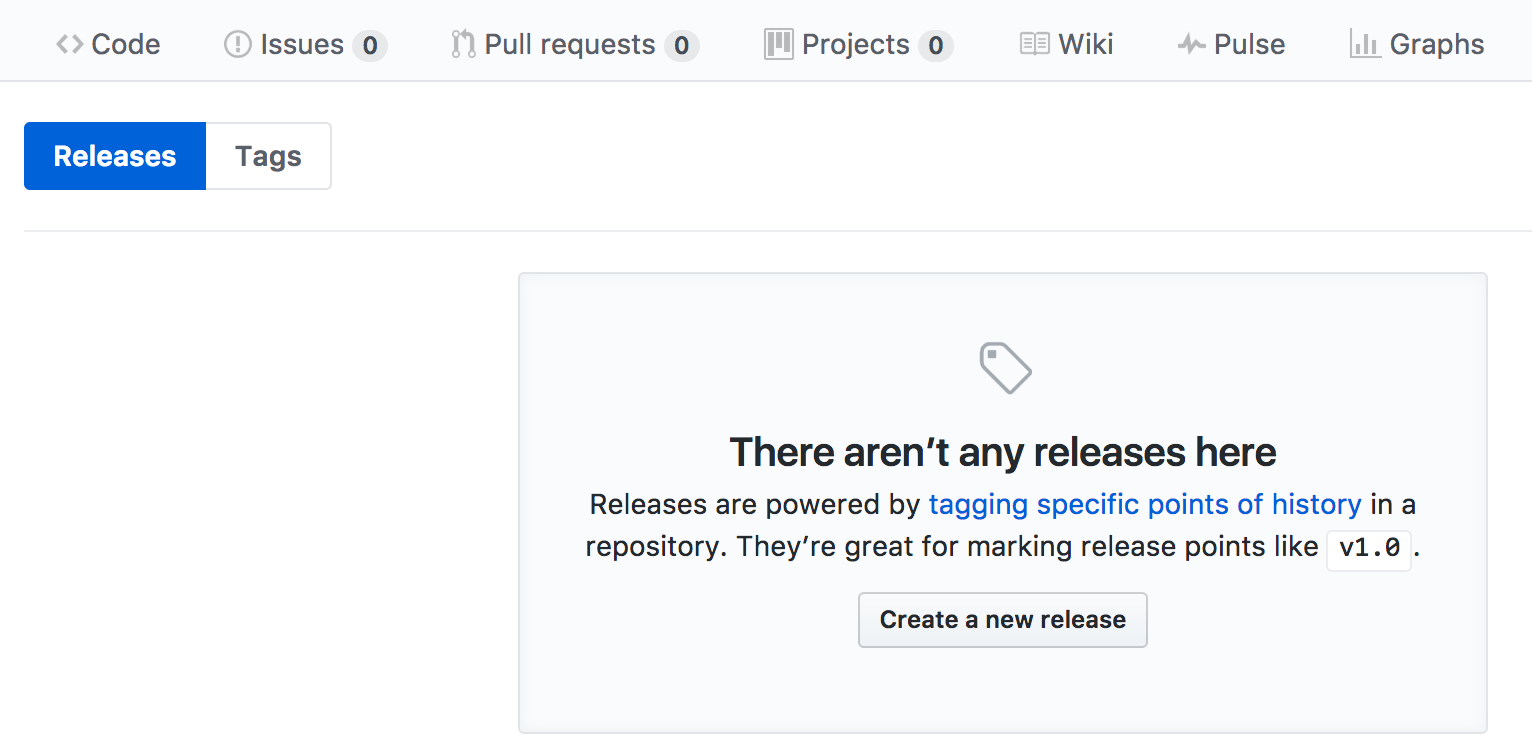 Code Issues 0 Pull requests 0 Projects 0 Wiki Pulse Graphs
Releases Tags
There aren’t any releases here
Releases are powered by tagging specific points of history in a
repository. They’re great for marking release points like v1.0.
Create a new release